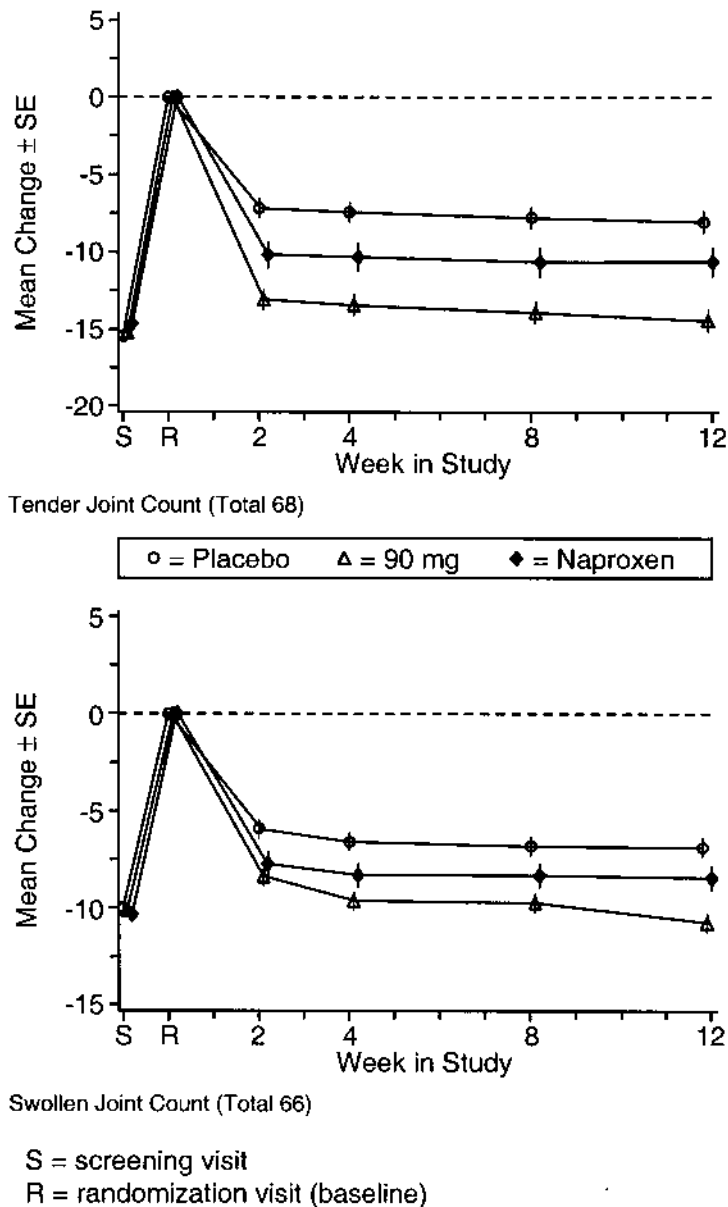 5
0
-5
-10
-15
-20
Mean Change ± SE
S R 2 4 8 12
Week in Study
Tender Joint Count (Total 68)
○ = Placebo △ = 90 mg ◆ = Naproxen
5
0
-5
-10
-15
Mean Change ± SE
S R 2 4 8 12
Week in Study
Swollen Joint Count (Total 66)
S = screening visit
R = randomization visit (baseline)